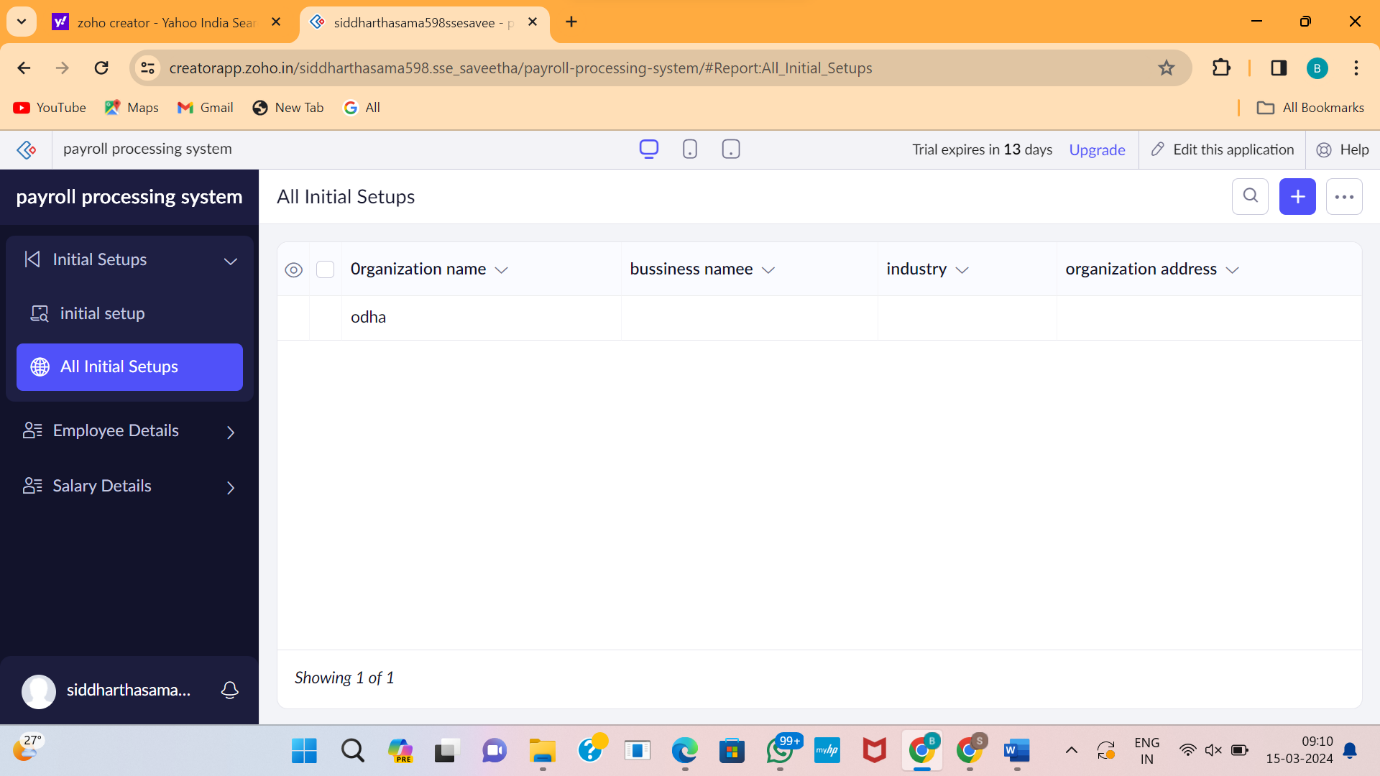 zoho creator - Yahoo India Sear
siddharthasama598ssesavee - p
creatorapp.zoho.in/siddharthasama598.sse_saveetha/payroll-processing-system/#Report:All_Initial_Setups
B
YouTube
Maps
Gmail
New Tab
All
All Bookmarks
payroll processing system
Trial expires in 13 days
Upgrade
Edit this application
Help
payroll processing system
All Initial Setups
Initial Setups
initial setup
All Initial Setups
Employee Details
Salary Details
0rganization name
bussiness namee
industry
organization address
odha
Showing 1 of 1
siddharthasama...
27°
PRE
99+
myhp
B
S
W
ENG
IN
09:10
15-03-2024